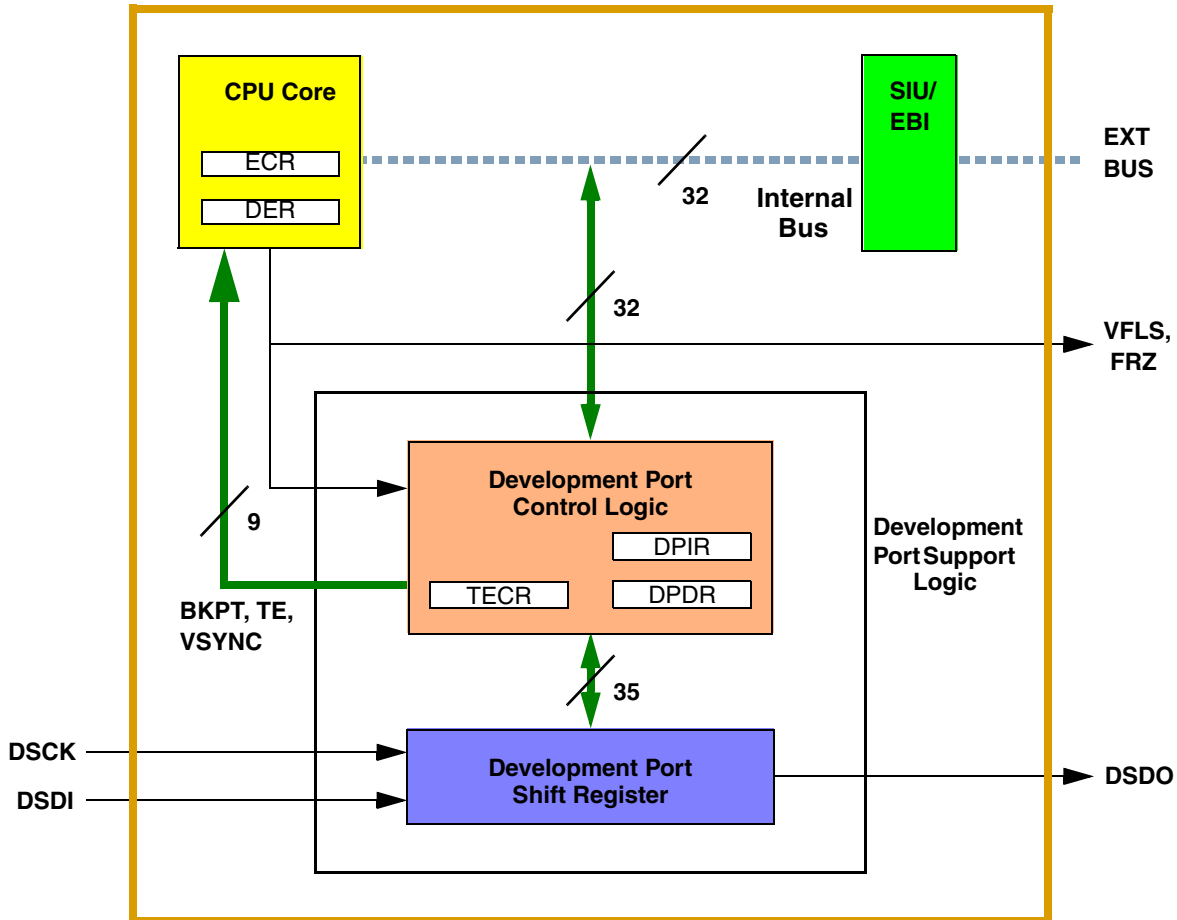 CPU Core
ECR
DER
SIU/
EBI
EXT
BUS
32
Internal
Bus
32
VFLS,
FRZ
Development Port
Control Logic
DPIR
TECR
DPDR
Development
Port Support
Logic
9
BKPT, TE,
VSYNC
35
DSCK
DSDI
Development Port
Shift Register
DSDO